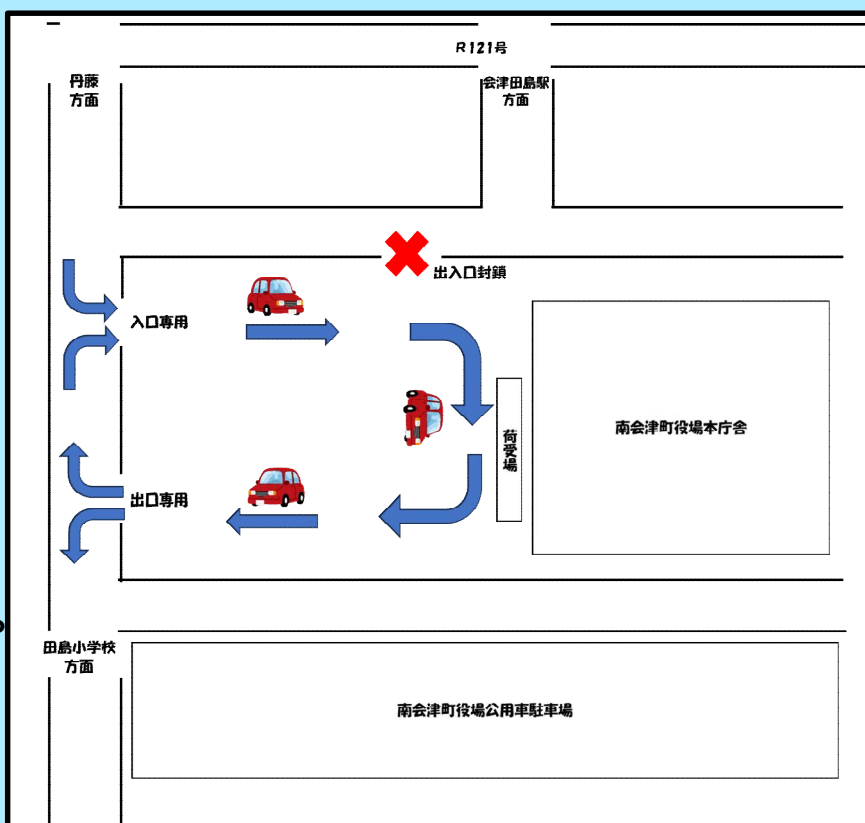 R121号
丹藤
方面
会津田島駅
方面
出入口封鎖
入口専用
荷受場
南会津町役場本庁舎
出口専用
田島小学校
方面
南会津町役場公用車駐車場